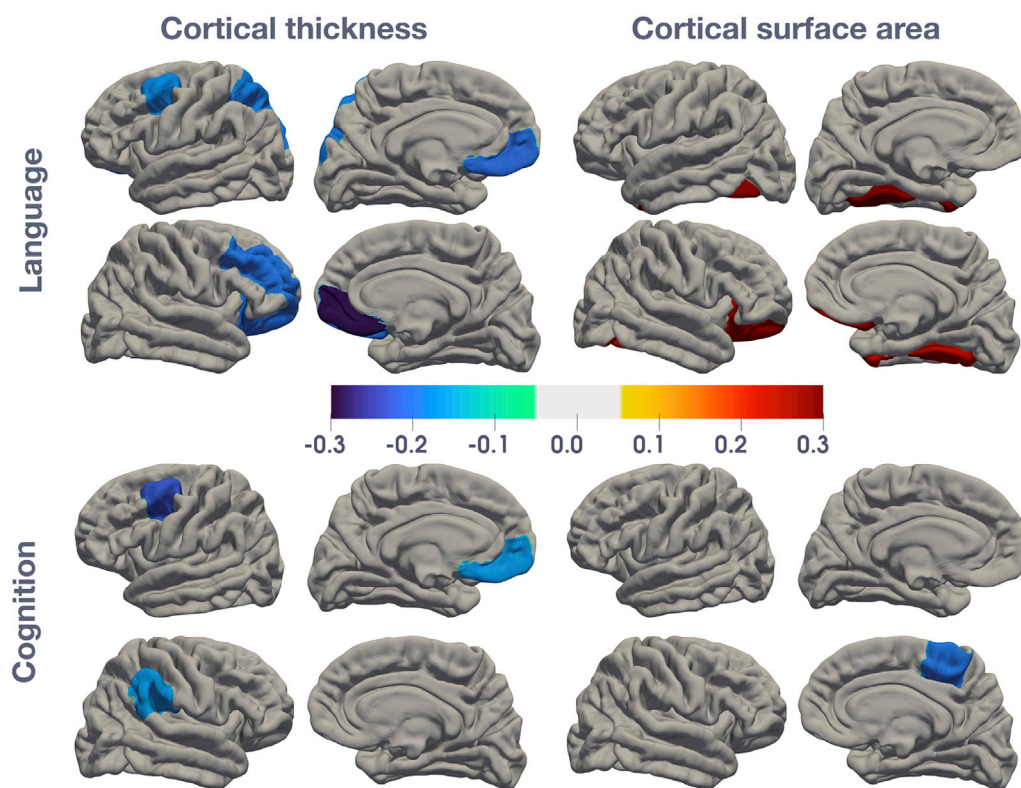 Cortical thickness
Cortical surface area
Language
-0.3 -0.2 -0.1 0.0 0.1 0.2 0.3
Cognition